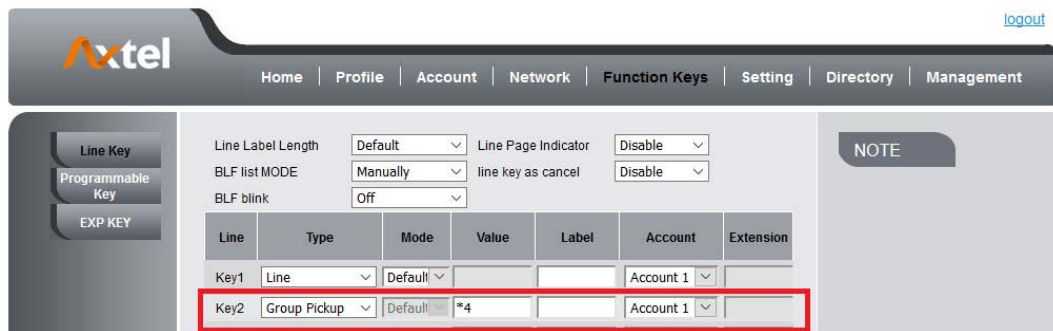 logout
Axtel
Home | Profile | Account | Network | Function Keys | Setting | Directory | Management
Line Key
Programmable Key
EXP KEY
Line Label Length Default Line Page Indicator Disable
BLF list MODE Manually line key as cancel Disable
BLF blink Off
NOTE
Line Type Mode Value Label Account Extension
Key1 Line Default Account 1
Key2 Group Pickup Default *4 Account 1